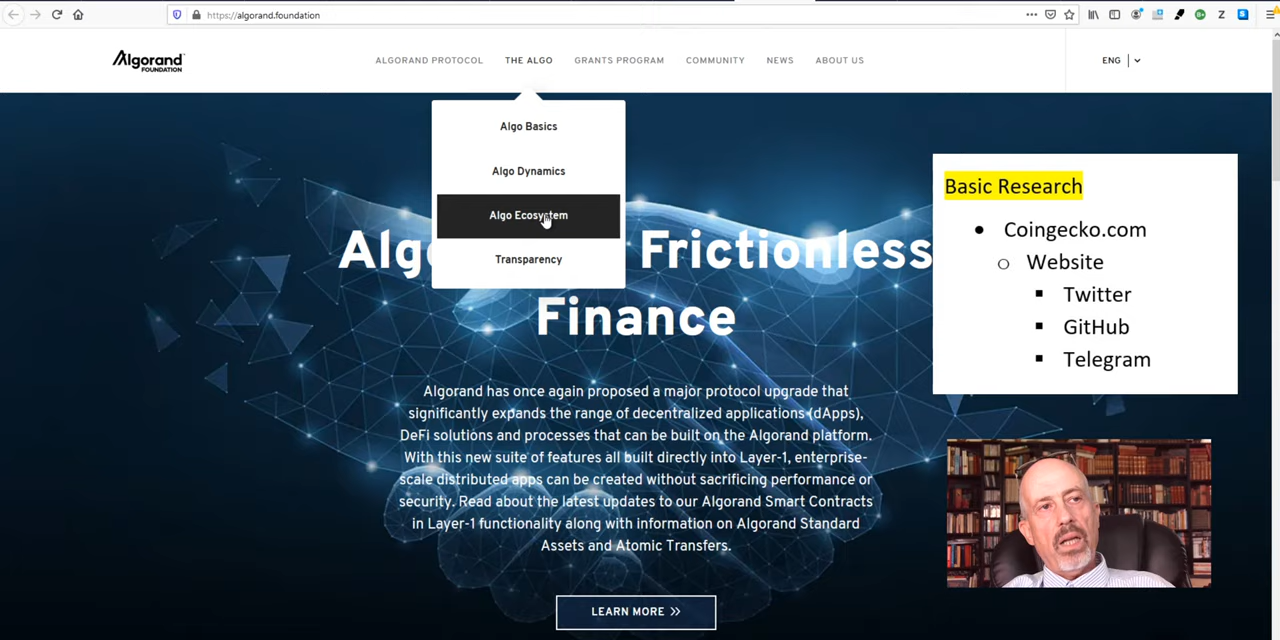 https://algorand.foundation
Algorand
FOUNDATION
ALGORAND PROTOCOL THE ALGO GRANTS PROGRAM COMMUNITY NEWS ABOUT US
ENG
Algo Basics
Algo Dynamics
Algo Ecosystem
Transparency
Frictionless
Finance
Algorand has once again proposed a major protocol upgrade that
significantly expands the range of decentralized applications (dApps),
DeFi solutions and processes that can be built on the Algorand platform.
With this new suite of features all built directly into Layer-1, enterprise-
scale distributed apps can be created without sacrificing performance or
security. Read about the latest updates to our Algorand Smart Contracts
in Layer-1 functionality along with information on Algorand Standard
Assets and Atomic Transfers.
LEARN MORE >>
Basic Research
• Coingecko.com
○ Website
▪ Twitter
▪ GitHub
▪ Telegram